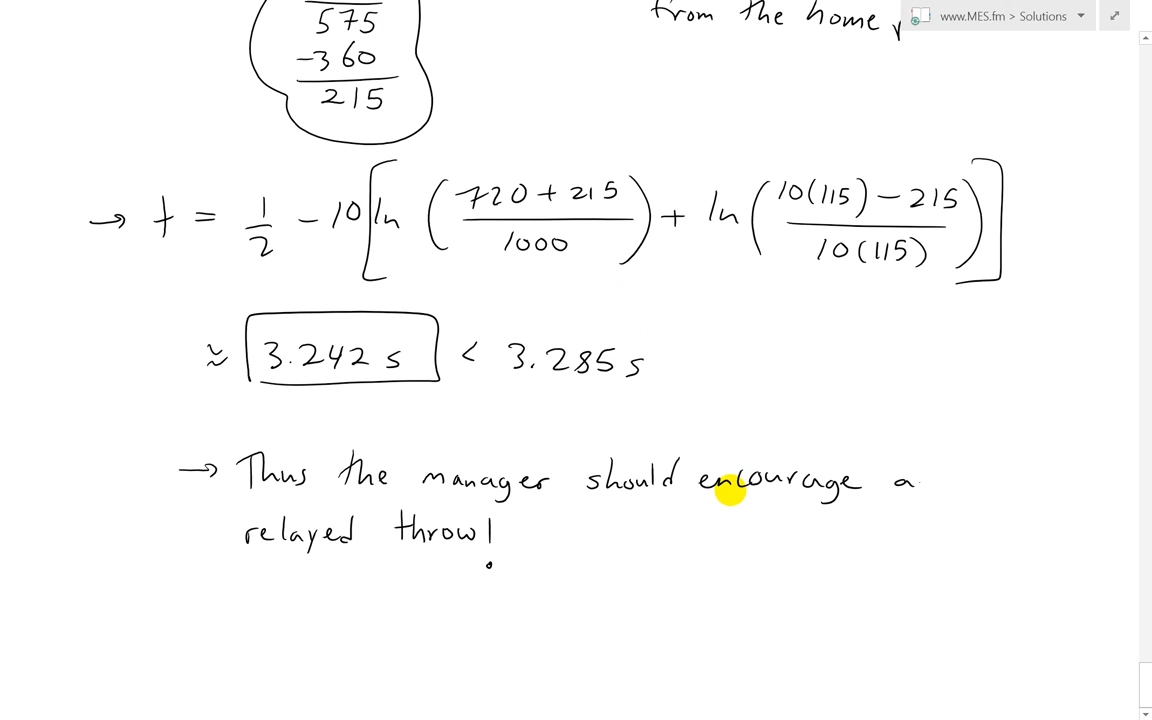 575
from the home
www.MES.fm > Solutions
-360
215
→ t = 1/2 - 10[ln(720 + 215 / 1000) + ln(10(115) - 215 / 10(115))]
≈ 3.242 s < 3.285 s
→ Thus the manager should encourage a
relayed throw!